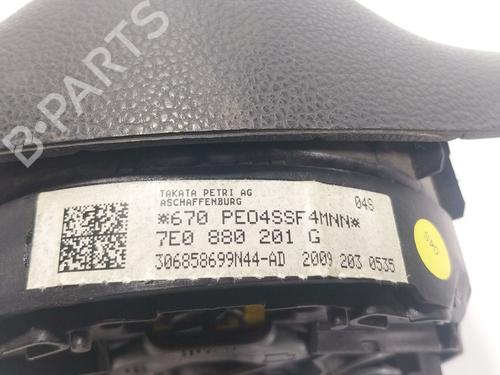 B-PARTS
TAKATA PETRI AG
ASCHAFFENBURG 04S
*670 PE04SSF4MNN*
7E0 880 201 G
306858699N44-AD 2009 203 0535